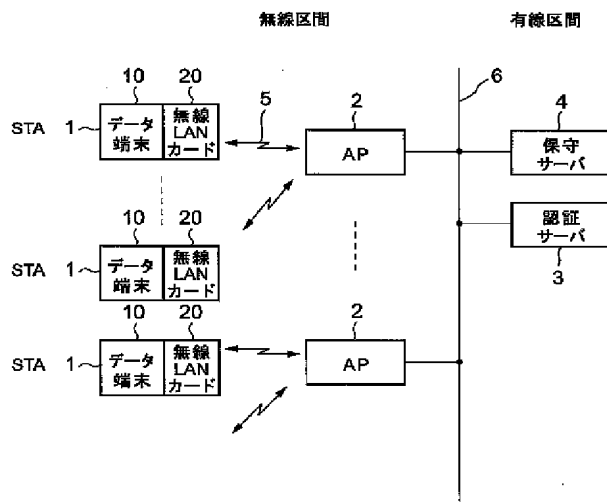 無線区間
有線区間
10
20
STA
1
データ
端末
無線
LAN
カード
5
2
AP
6
4
保守
サーバ
認証
サーバ
3
10
20
STA
1
データ
端末
無線
LAN
カード
10
20
STA
1
データ
端末
無線
LAN
カード
2
AP